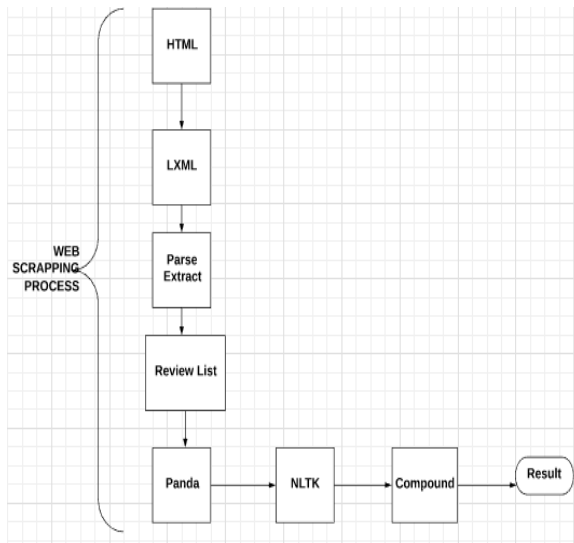 HTML
LXML
WEB
SCRAPPING
PROCESS
Parse
Extract
Review List
Panda
NLTK
Compound
Result